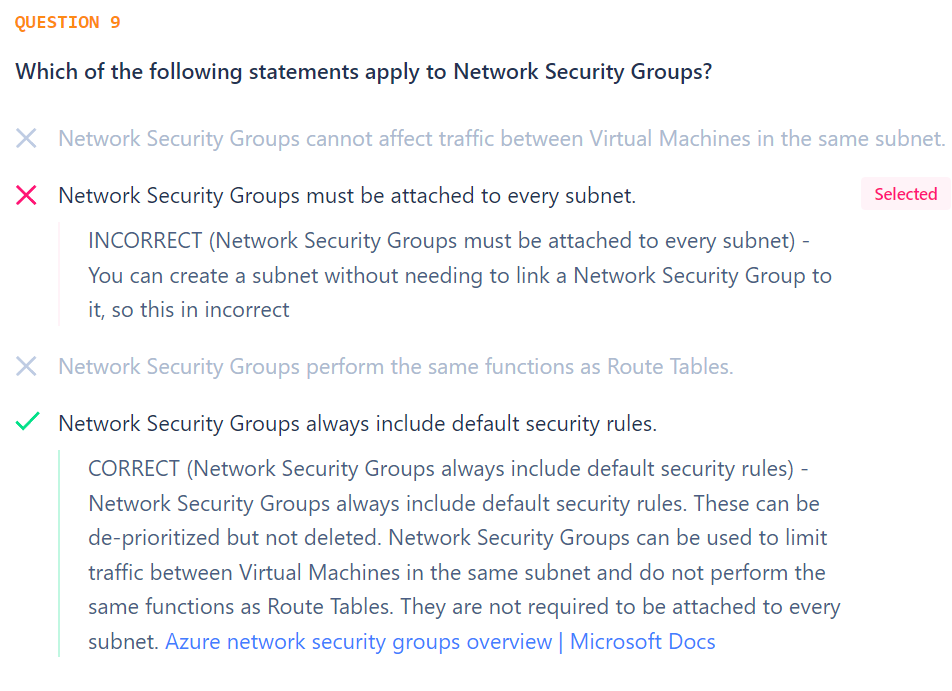 QUESTION 9
Which of the following statements apply to Network Security Groups?
Network Security Groups cannot affect traffic between Virtual Machines in the same subnet.
Network Security Groups must be attached to every subnet.
Selected
INCORRECT (Network Security Groups must be attached to every subnet) -
You can create a subnet without needing to link a Network Security Group to
it, so this in incorrect
Network Security Groups perform the same functions as Route Tables.
Network Security Groups always include default security rules.
CORRECT (Network Security Groups always include default security rules) -
Network Security Groups always include default security rules. These can be
de-prioritized but not deleted. Network Security Groups can be used to limit
traffic between Virtual Machines in the same subnet and do not perform the
same functions as Route Tables. They are not required to be attached to every
subnet. Azure network security groups overview | Microsoft Docs